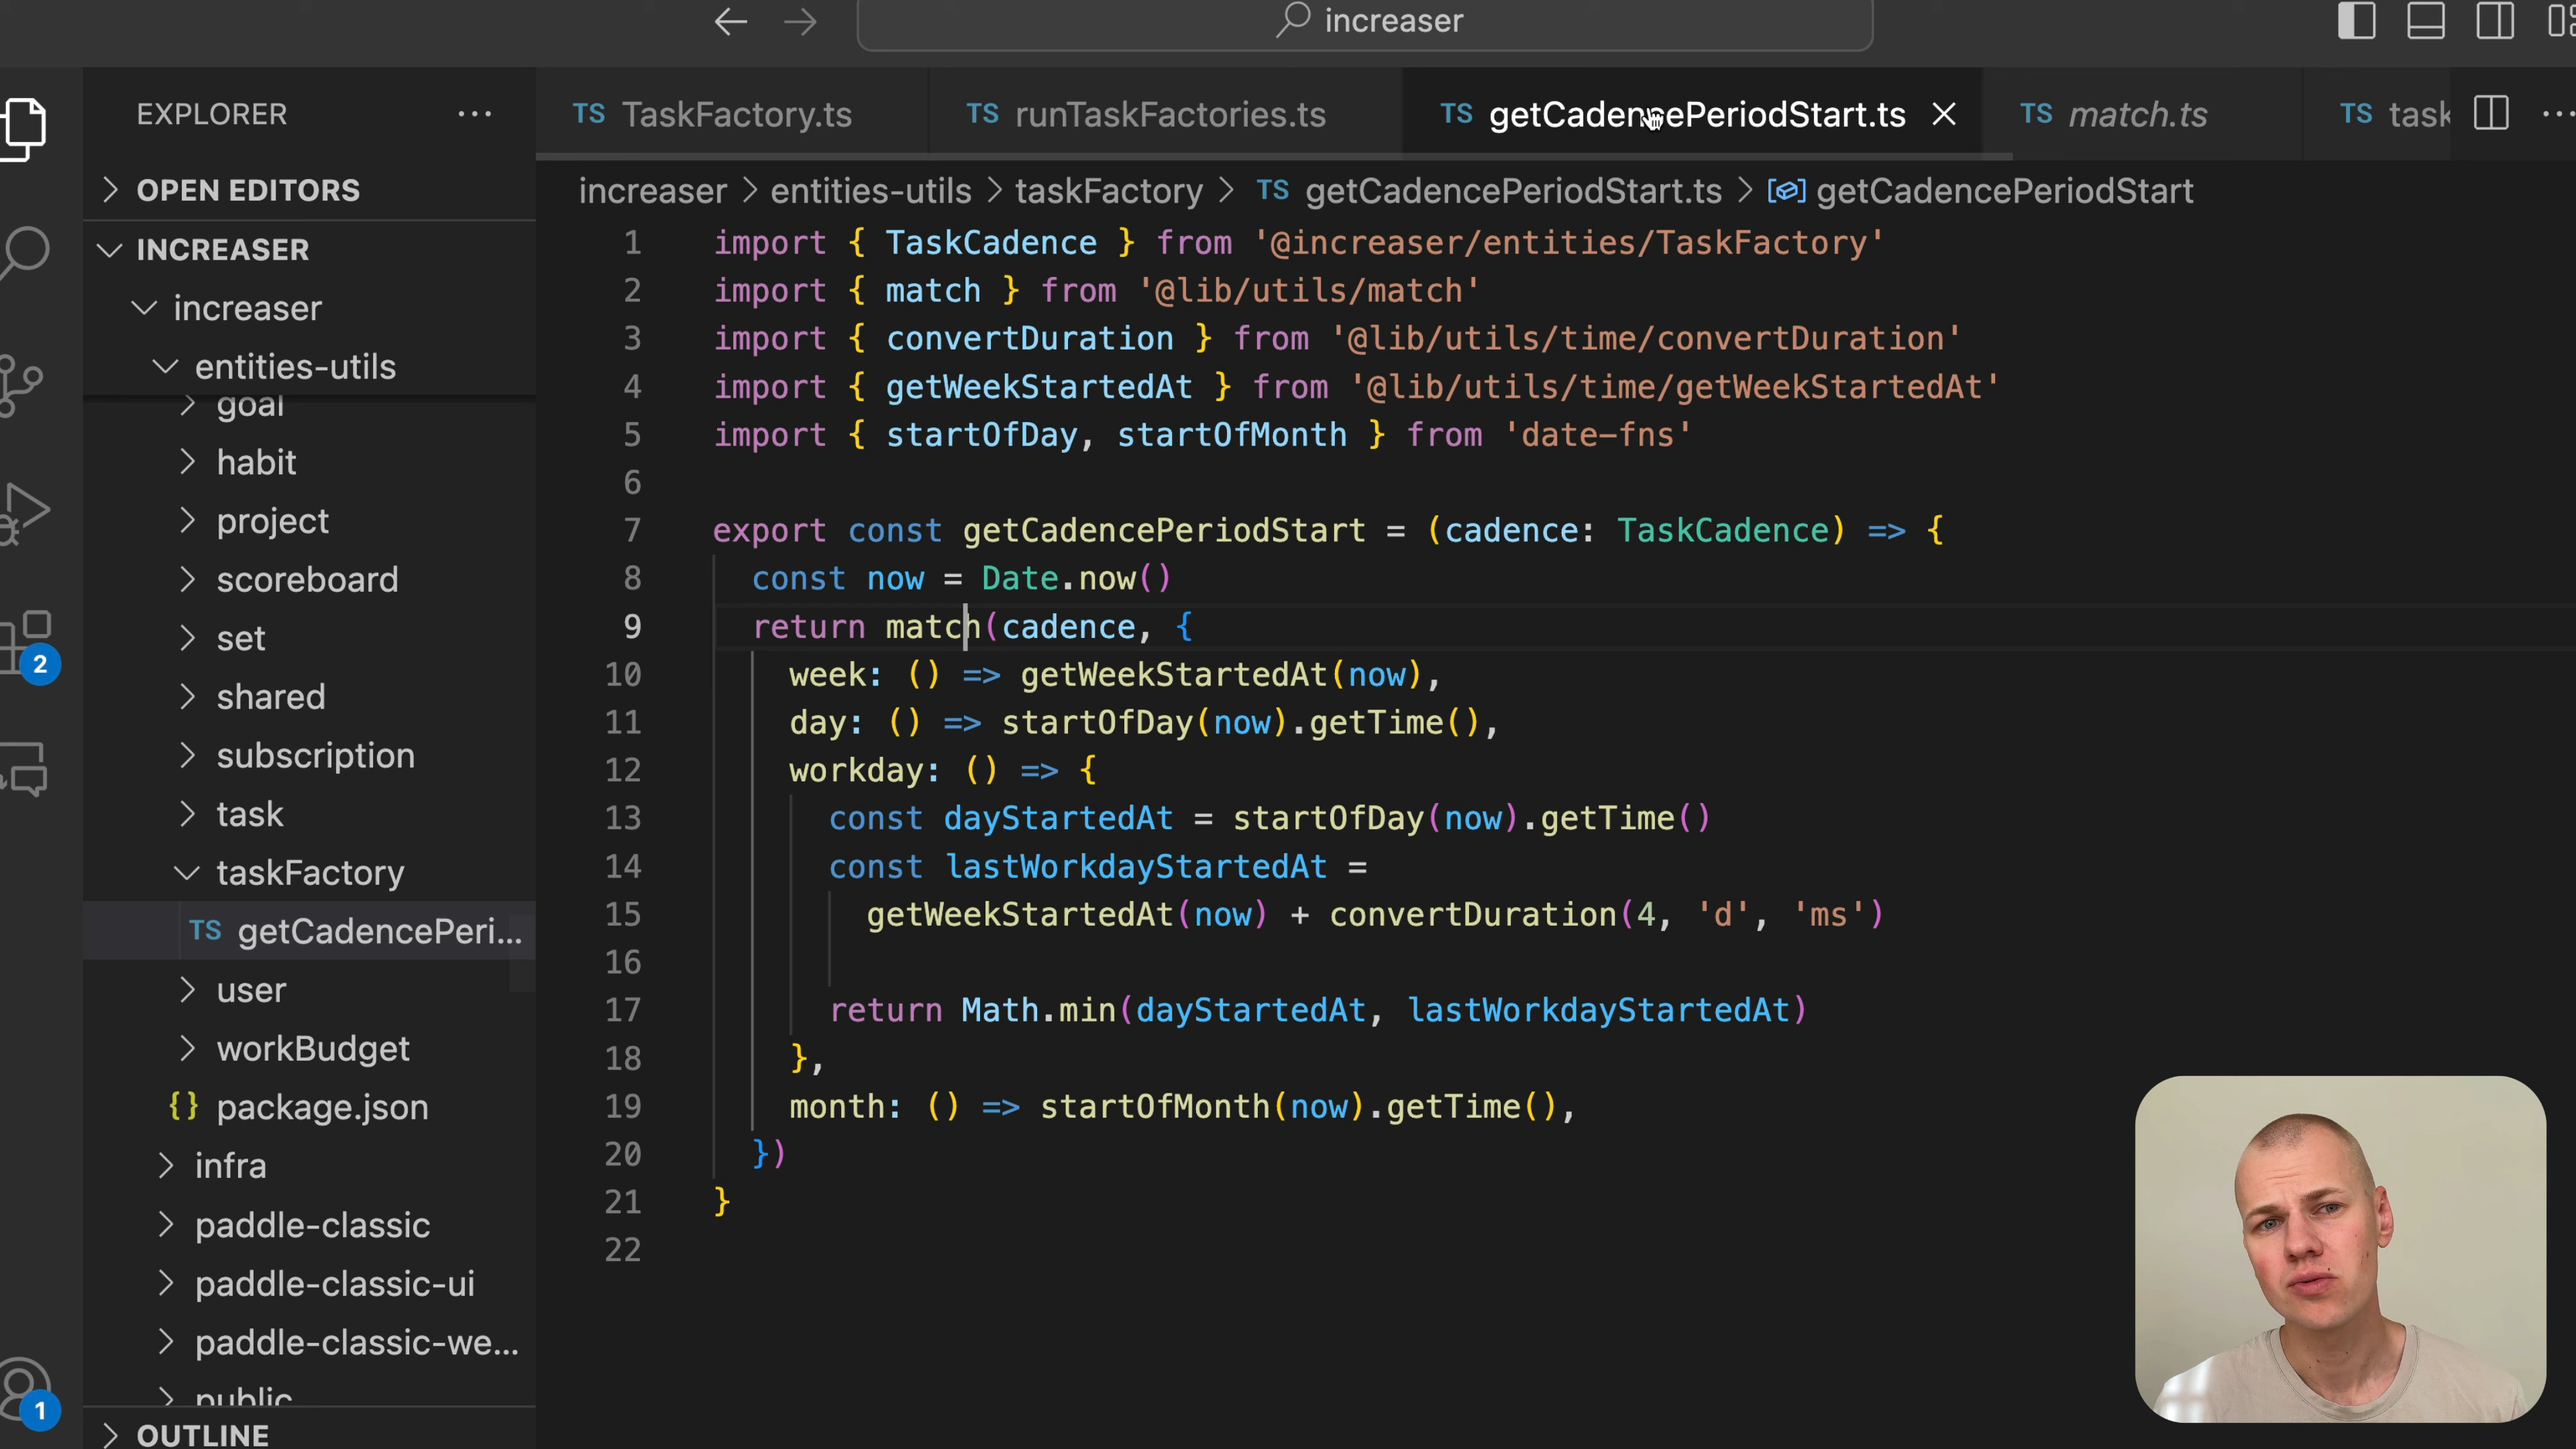 increaser
EXPLORER
TS TaskFactory.ts
TS runTaskFactories.ts
TS getCadencePeriodStart.ts
TS match.ts
TS task
OPEN EDITORS
increaser > entities-utils > taskFactory > TS getCadencePeriodStart.ts > getCadencePeriodStart
INCREASER
increaser
entities-utils
goal
habit
project
scoreboard
set
shared
subscription
task
taskFactory
TS getCadencePeri...
user
workBudget
{} package.json
infra
paddle-classic
paddle-classic-ui
paddle-classic-we...
public
OUTLINE
2
1
1 import { TaskCadence } from '@increaser/entities/TaskFactory'
2 import { match } from '@lib/utils/match'
3 import { convertDuration } from '@lib/utils/time/convertDuration'
4 import { getWeekStartedAt } from '@lib/utils/time/getWeekStartedAt'
5 import { startOfDay, startOfMonth } from 'date-fns'
6
7 export const getCadencePeriodStart = (cadence: TaskCadence) => {
8 const now = Date.now()
9 return match(cadence, {
10 week: () => getWeekStartedAt(now),
11 day: () => startOfDay(now).getTime(),
12 workday: () => {
13 const dayStartedAt = startOfDay(now).getTime()
14 const lastWorkdayStartedAt =
15 getWeekStartedAt(now) + convertDuration(4, 'd', 'ms')
16
17 return Math.min(dayStartedAt, lastWorkdayStartedAt)
18 },
19 month: () => startOfMonth(now).getTime(),
20 })
21 }
22